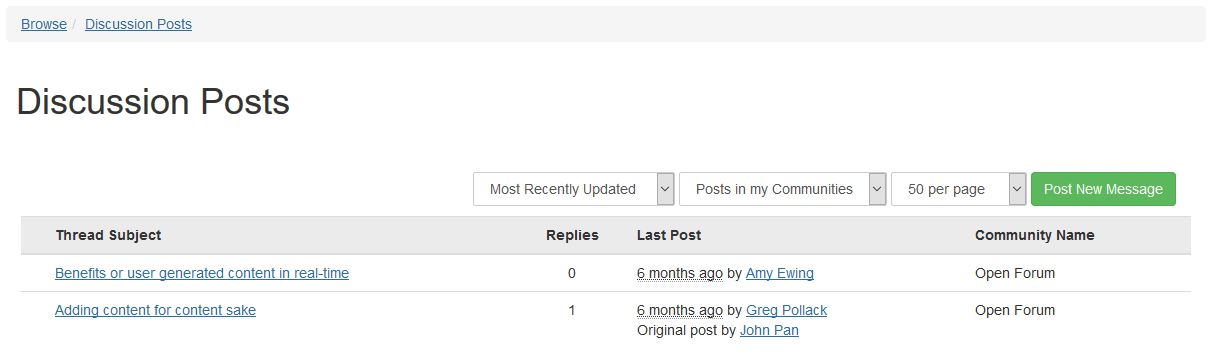 Browse / Discussion Posts
Discussion Posts
Most Recently Updated Posts in my Communities 50 per page Post New Message
Thread Subject Replies Last Post Community Name
Benefits or user generated content in real-time 0 6 months ago by Amy Ewing Open Forum
Adding content for content sake 1 6 months ago by Greg Pollack Open Forum
Original post by John Pan